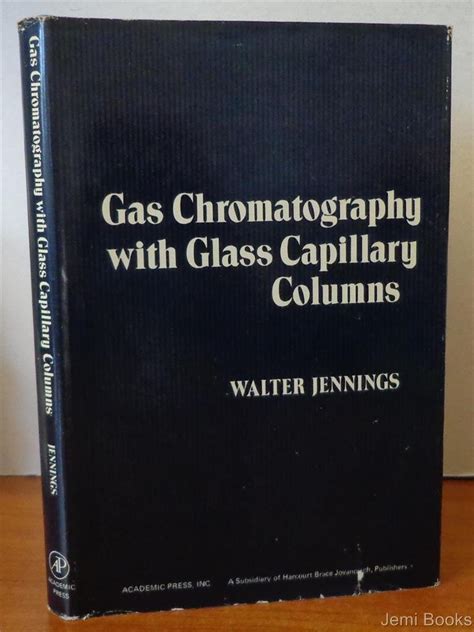 Gas Chromatography with Glass Capillary Columns
JENNINGS
AP
ACADEMIC
PRESS
Gas Chromatography
with Glass Capillary
Columns
WALTER JENNINGS
ACADEMIC PRESS, INC. A Subsidiary of Harcourt Brace Jovanovich, Publishers
Jemi Books